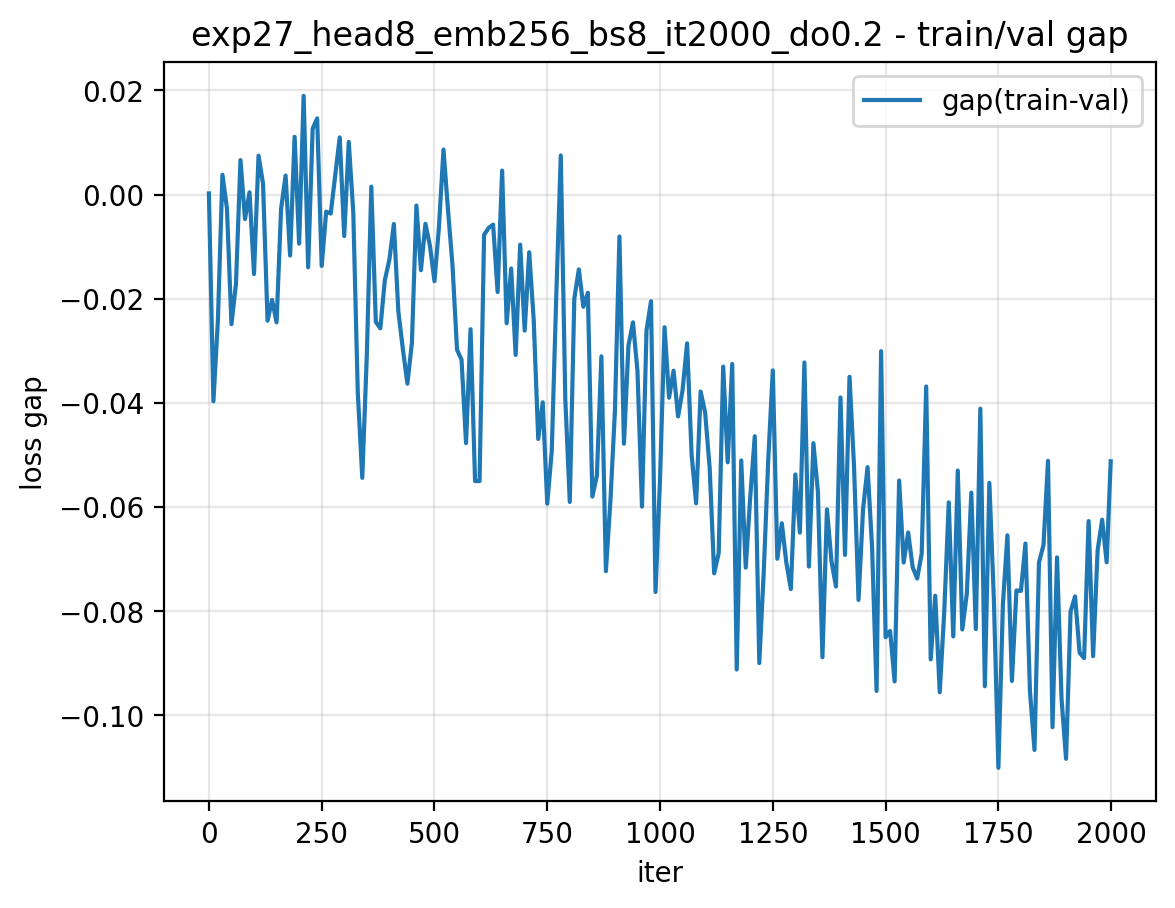 exp27_head8_emb256_bs8_it2000_do0.2 - train/val gap
gap(train-val)
0.02
0.00
−0.02
−0.04
−0.06
−0.08
−0.10
loss gap
0 250 500 750 1000 1250 1500 1750 2000
iter